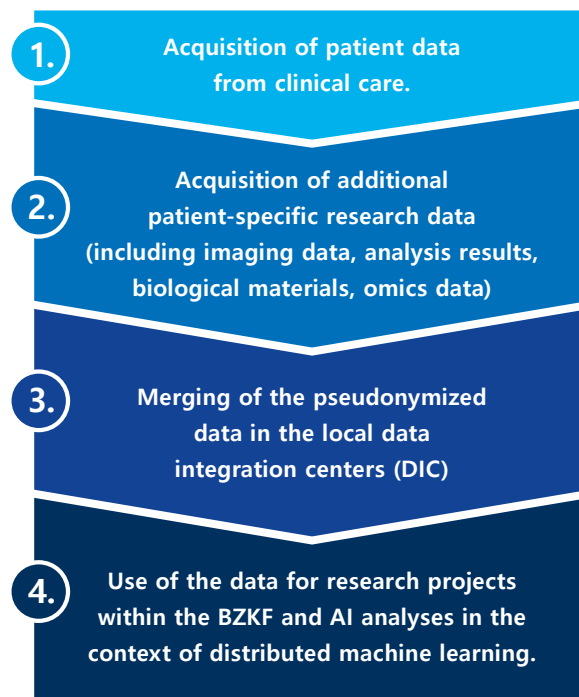 1.
Acquisition of patient data
from clinical care.
2.
Acquisition of additional
patient-specific research data
(including imaging data, analysis results,
biological materials, omics data)
3.
Merging of the pseudonymized
data in the local data
integration centers (DIC)
4.
Use of the data for research projects
within the BZKF and AI analyses in the
context of distributed machine learning.